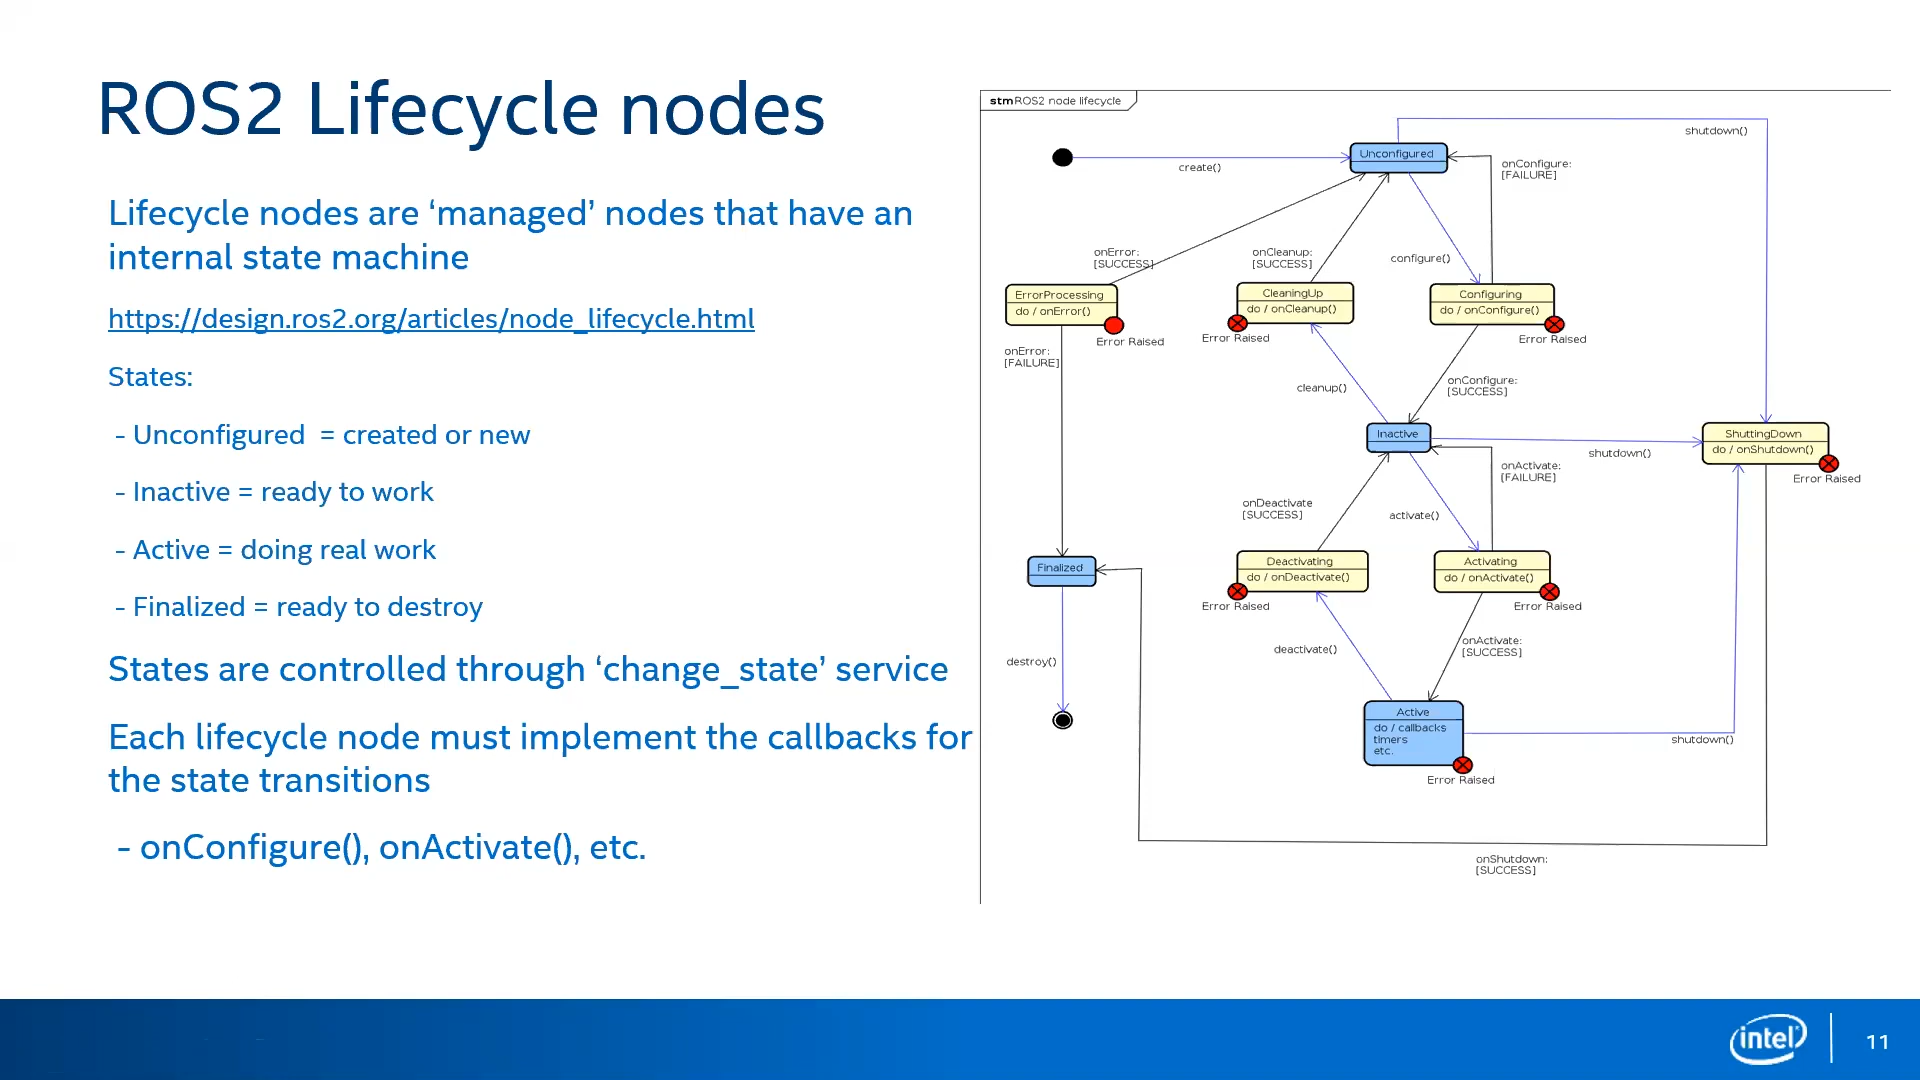 ROS2 Lifecycle nodes
Lifecycle nodes are ‘managed’ nodes that have an
internal state machine
https://design.ros2.org/articles/node_lifecycle.html
States:
- Unconfigured = created or new
- Inactive = ready to work
- Active = doing real work
- Finalized = ready to destroy
States are controlled through ‘change_state’ service
Each lifecycle node must implement the callbacks for
the state transitions
- onConfigure(), onActivate(), etc.
stm ROS2 node lifecycle
shutdown()
Unconfigured
create()
onConfigure:
[FAILURE]
onError:
[SUCCESS]
onCleanup:
[SUCCESS]
configure()
ErrorProcessing
do / onError()
Error Raised
CleaningUp
do / onCleanup()
Error Raised
Configuring
do / onConfigure()
Error Raised
onError:
[FAILURE]
cleanup()
onConfigure:
[SUCCESS]
Inactive
shutdown()
ShuttingDown
do / onShutdown()
Error Raised
onActivate:
[FAILURE]
onDeactivate
[SUCCESS]
activate()
Finalized
Deactivating
do / onDeactivate()
Error Raised
Activating
do / onActivate()
Error Raised
destroy()
deactivate()
onActivate:
[SUCCESS]
Active
do / callbacks
timers
etc.
Error Raised
shutdown()
onShutdown:
[SUCCESS]
intel
11